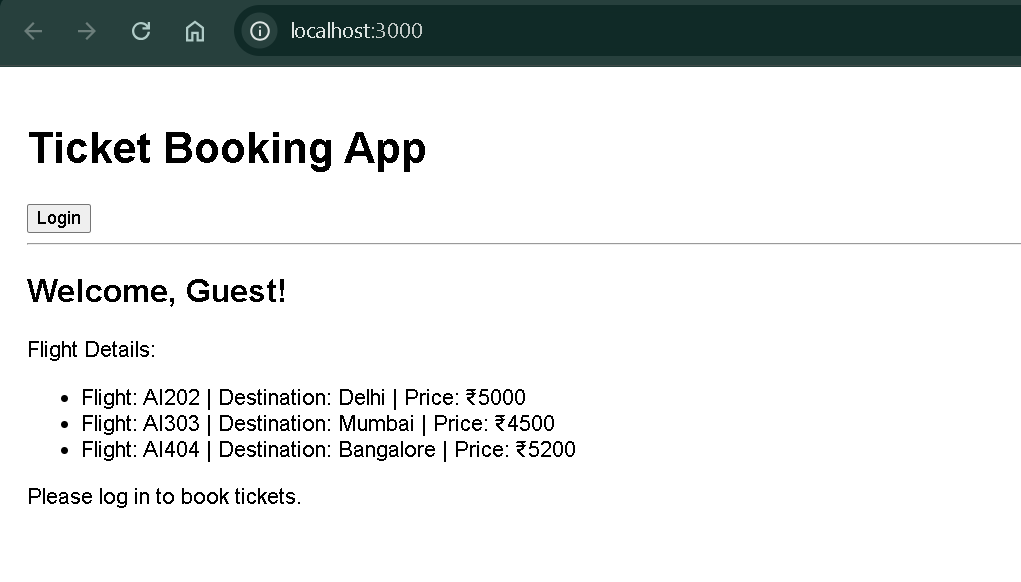 localhost:3000
Ticket Booking App
Login
Welcome, Guest!
Flight Details:
• Flight: AI202 | Destination: Delhi | Price: ₹5000
• Flight: AI303 | Destination: Mumbai | Price: ₹4500
• Flight: AI404 | Destination: Bangalore | Price: ₹5200
Please log in to book tickets.